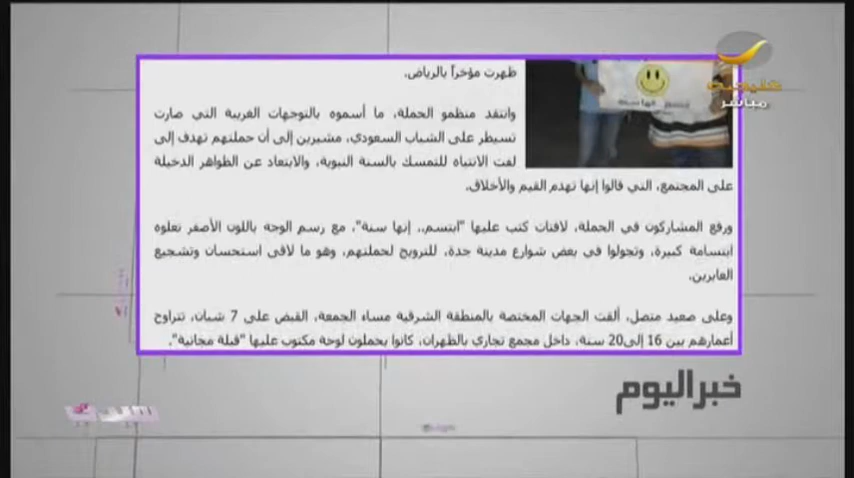 خليجية
مباشر
ظهرت مؤخراً بالرياض.
وانتقد منظمو الحملة، ما أسموه بالتوجهات الغربية التي صارت
تسيطر على الشباب السعودي، مشيرين إلى أن حملتهم تهدف إلى
لفت الانتباه للتمسك بالسنة النبوية، والابتعاد عن الظواهر الدخيلة
على المجتمع، التي قالوا إنها تهدم القيم والأخلاق.
ورفع المشاركون في الحملة، لافتات كتب عليها "ابتسم.. إنها سنة"، مع رسم الوجه باللون الأصفر تعلوه
ابتسامة كبيرة، وتجولوا في بعض شوارع مدينة جدة، للترويج لحملتهم، وهو ما لاقى استحسان وتشجيع
العابرين.
وعلى صعيد متصل، ألقت الجهات المختصة بالمنطقة الشرقية مساء الجمعة، القبض على 7 شبان، تتراوح
أعمارهم بين 16 إلى20 سنة، داخل مجمع تجاري بالظهران، كانوا يحملون لوحة مكتوب عليها "قبلة مجانية".
خبر اليوم